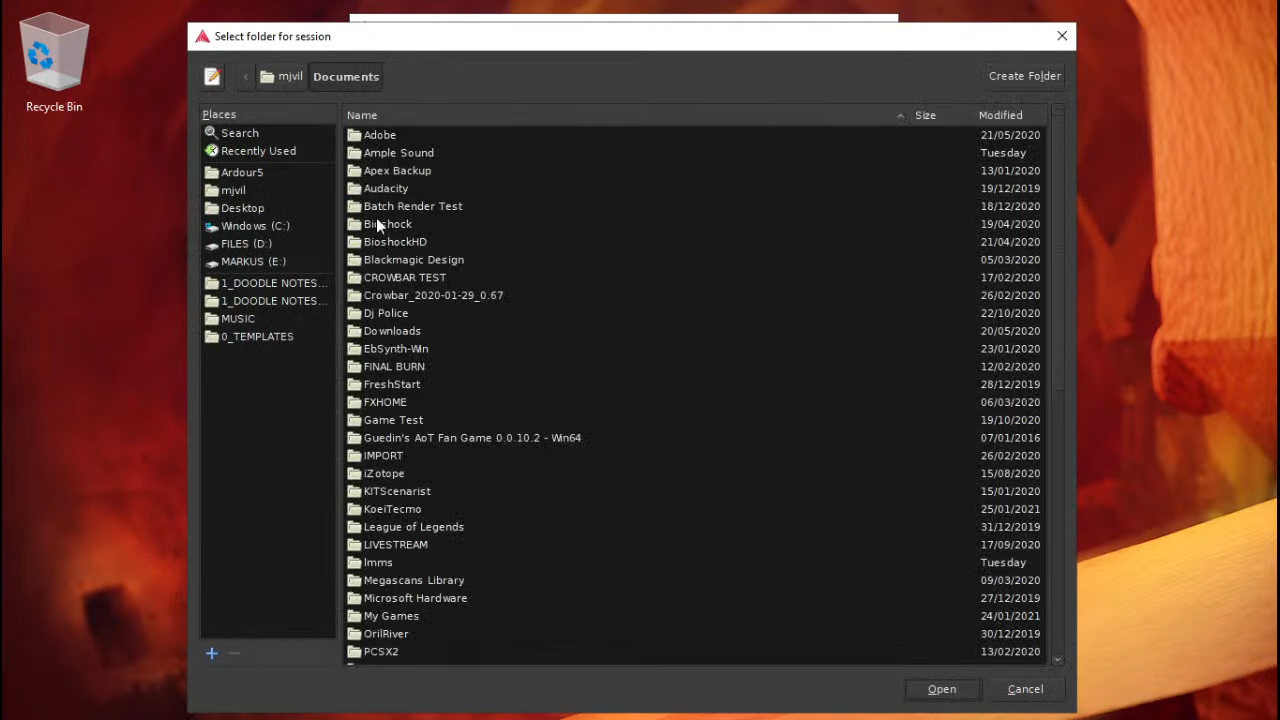 Recycle Bin
Select folder for session
mjvil
Documents
Create Folder
Places
Search
Recently Used
Ardour5
mjvil
Desktop
Windows (C:)
FILES (D:)
MARKUS (E:)
1_DOODLE NOTES...
1_DOODLE NOTES...
MUSIC
0_TEMPLATES
Name Size Modified
Adobe 21/05/2020
Ample Sound Tuesday
Apex Backup 13/01/2020
Audacity 19/12/2019
Batch Render Test 18/12/2020
Bioshock 19/04/2020
BioshockHD 21/04/2020
Blackmagic Design 05/03/2020
CROWBAR TEST 17/02/2020
Crowbar_2020-01-29_0.67 26/02/2020
Dj Police 22/10/2020
Downloads 20/05/2020
EbSynth-Win 23/01/2020
FINAL BURN 12/02/2020
FreshStart 28/12/2019
FXHOME 06/03/2020
Game Test 19/10/2020
Guedin's AoT Fan Game 0.0.10.2 - Win64 07/01/2016
IMPORT 26/02/2020
iZotope 15/08/2020
KITScenarist 15/01/2020
KoeiTecmo 25/01/2021
League of Legends 31/12/2019
LIVESTREAM 17/09/2020
lmms Tuesday
Megascans Library 09/03/2020
Microsoft Hardware 27/12/2019
My Games 24/01/2021
OrilRiver 30/12/2019
PCSX2 13/02/2020
Open
Cancel